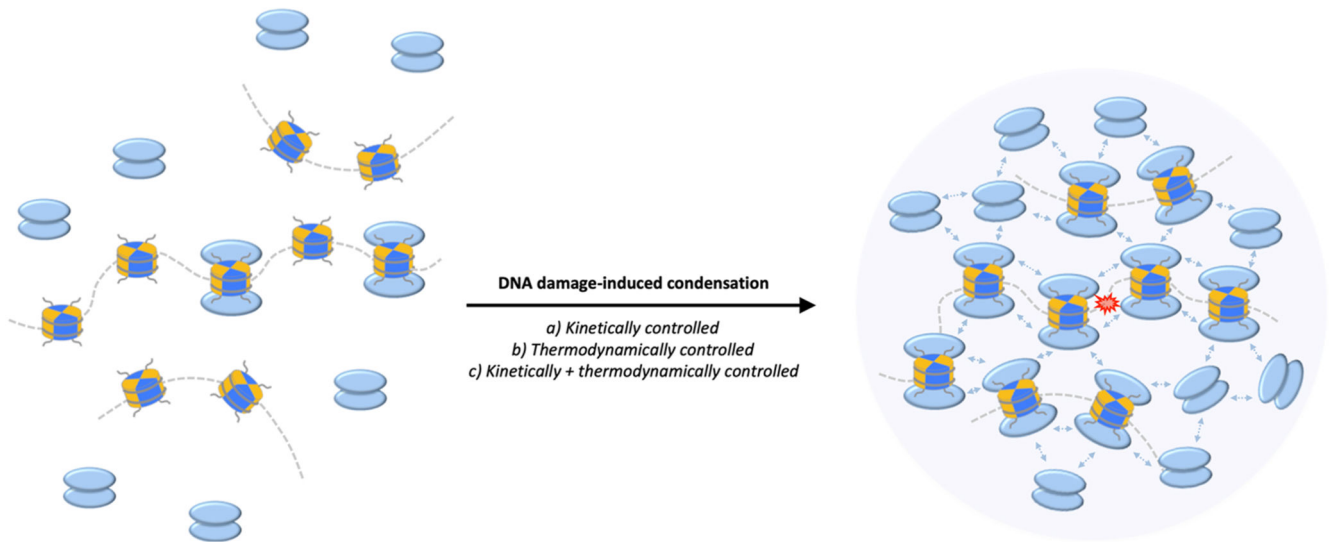 DNA damage-induced condensation
a) Kinetically controlled
b) Thermodynamically controlled
c) Kinetically + thermodynamically controlled